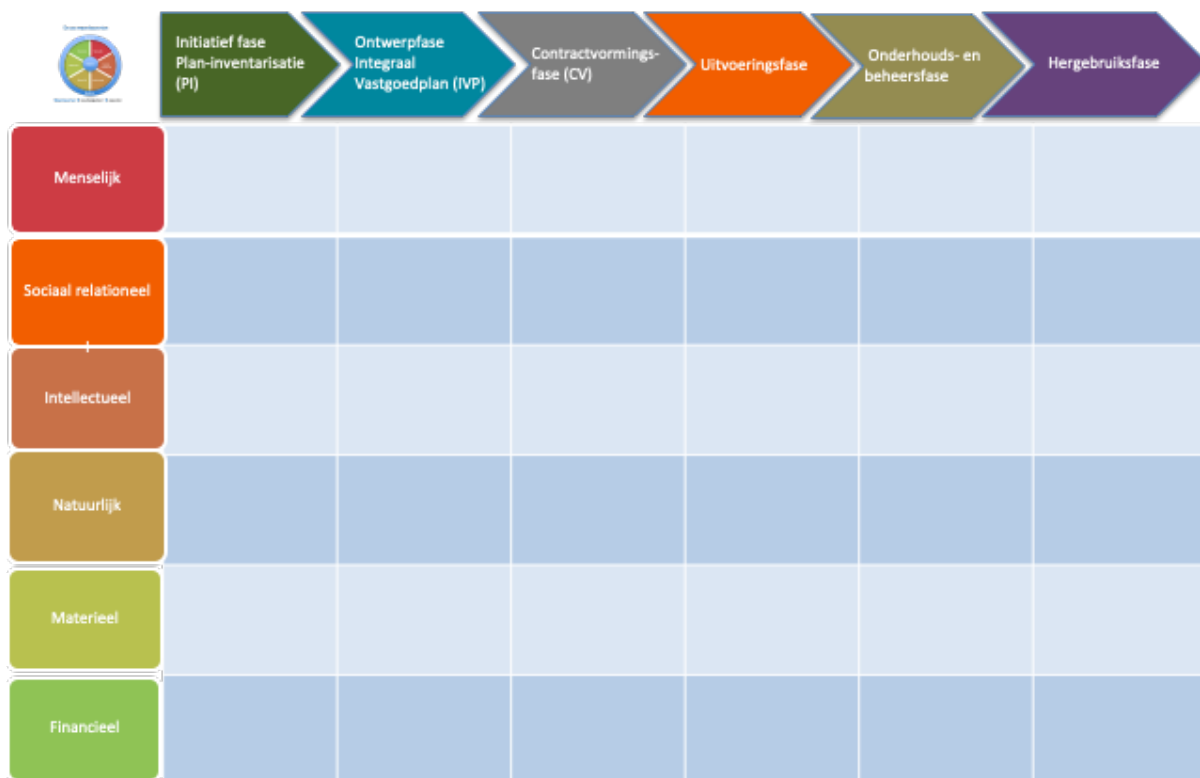 Initiatief fase
Plan-inventarisatie
(PI)
Ontwerpfase
Integraal
Vastgoedplan (IVP)
Contractvormings-
fase (CV)
Uitvoeringsfase
Onderhouds- en
beheersfase
Hergebruiksfase
Menselijk
Sociaal relationeel
Intellectueel
Natuurlijk
Materieel
Financieel